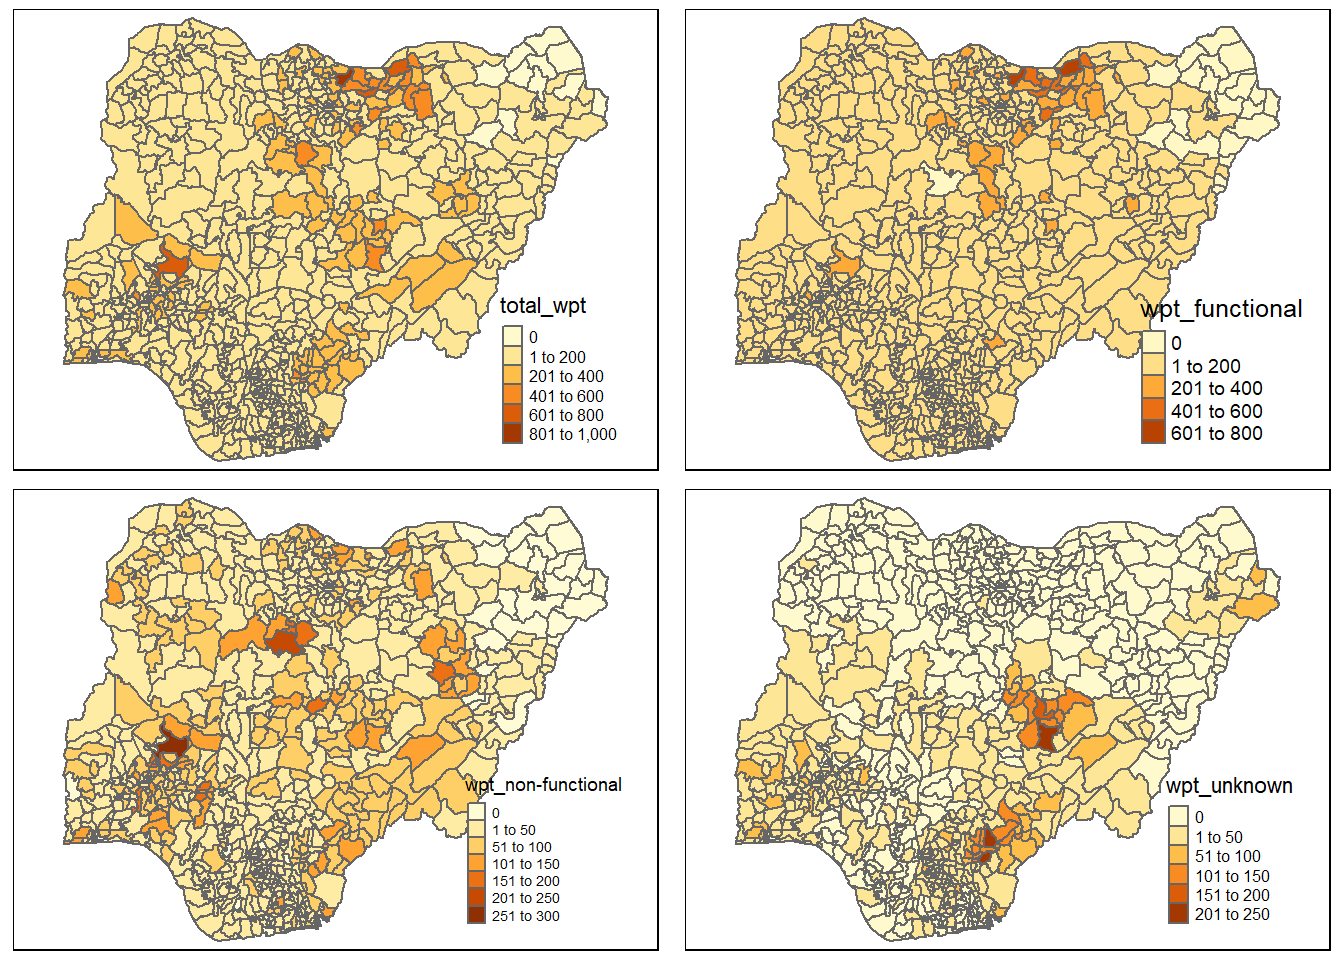 total_wpt
0
1 to 200
201 to 400
401 to 600
601 to 800
801 to 1,000
wpt_functional
0
1 to 200
201 to 400
401 to 600
601 to 800
wpt_non-functional
0
1 to 50
51 to 100
101 to 150
151 to 200
201 to 250
251 to 300
wpt_unknown
0
1 to 50
51 to 100
101 to 150
151 to 200
201 to 250